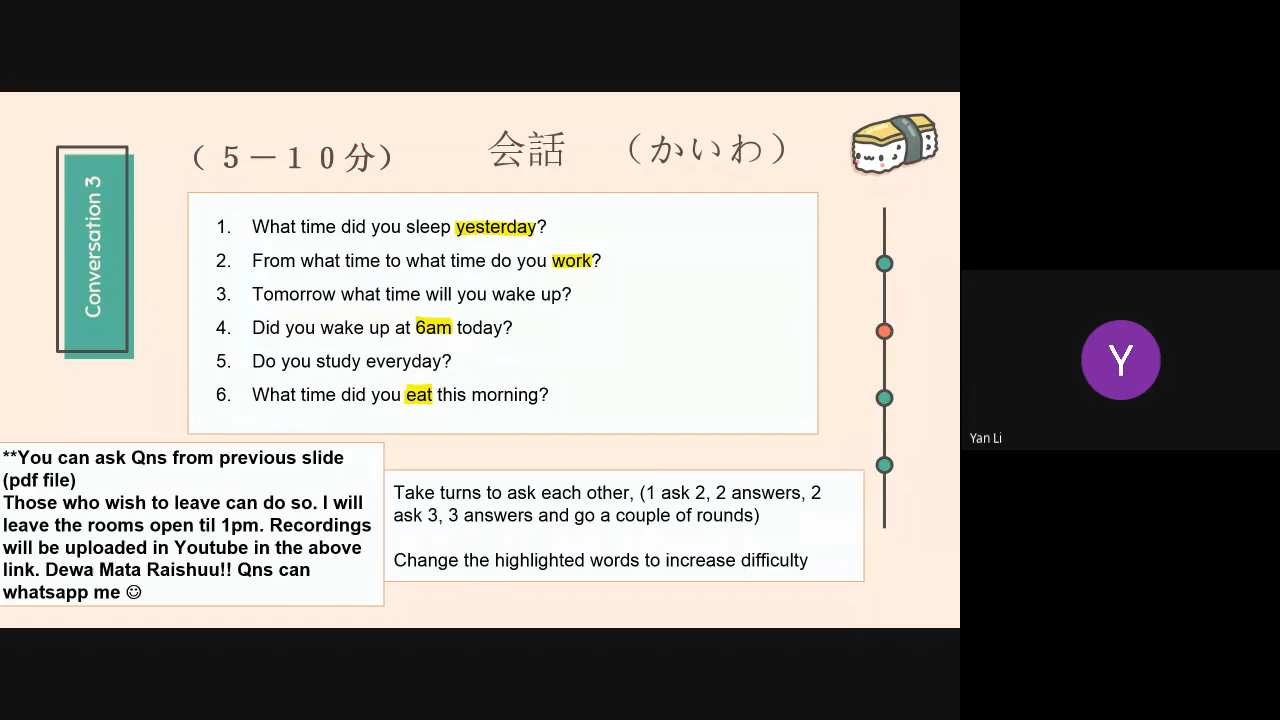 Conversation 3
（５－１０分）
会話　（かいわ）
1. What time did you sleep yesterday?
2. From what time to what time do you work?
3. Tomorrow what time will you wake up?
4. Did you wake up at 6am today?
5. Do you study everyday?
6. What time did you eat this morning?
**You can ask Qns from previous slide
(pdf file)
Those who wish to leave can do so. I will
leave the rooms open til 1pm. Recordings
will be uploaded in Youtube in the above
link. Dewa Mata Raishuu!! Qns can
whatsapp me ☺
Take turns to ask each other, (1 ask 2, 2 answers, 2
ask 3, 3 answers and go a couple of rounds)
Change the highlighted words to increase difficulty
Y
Yan Li